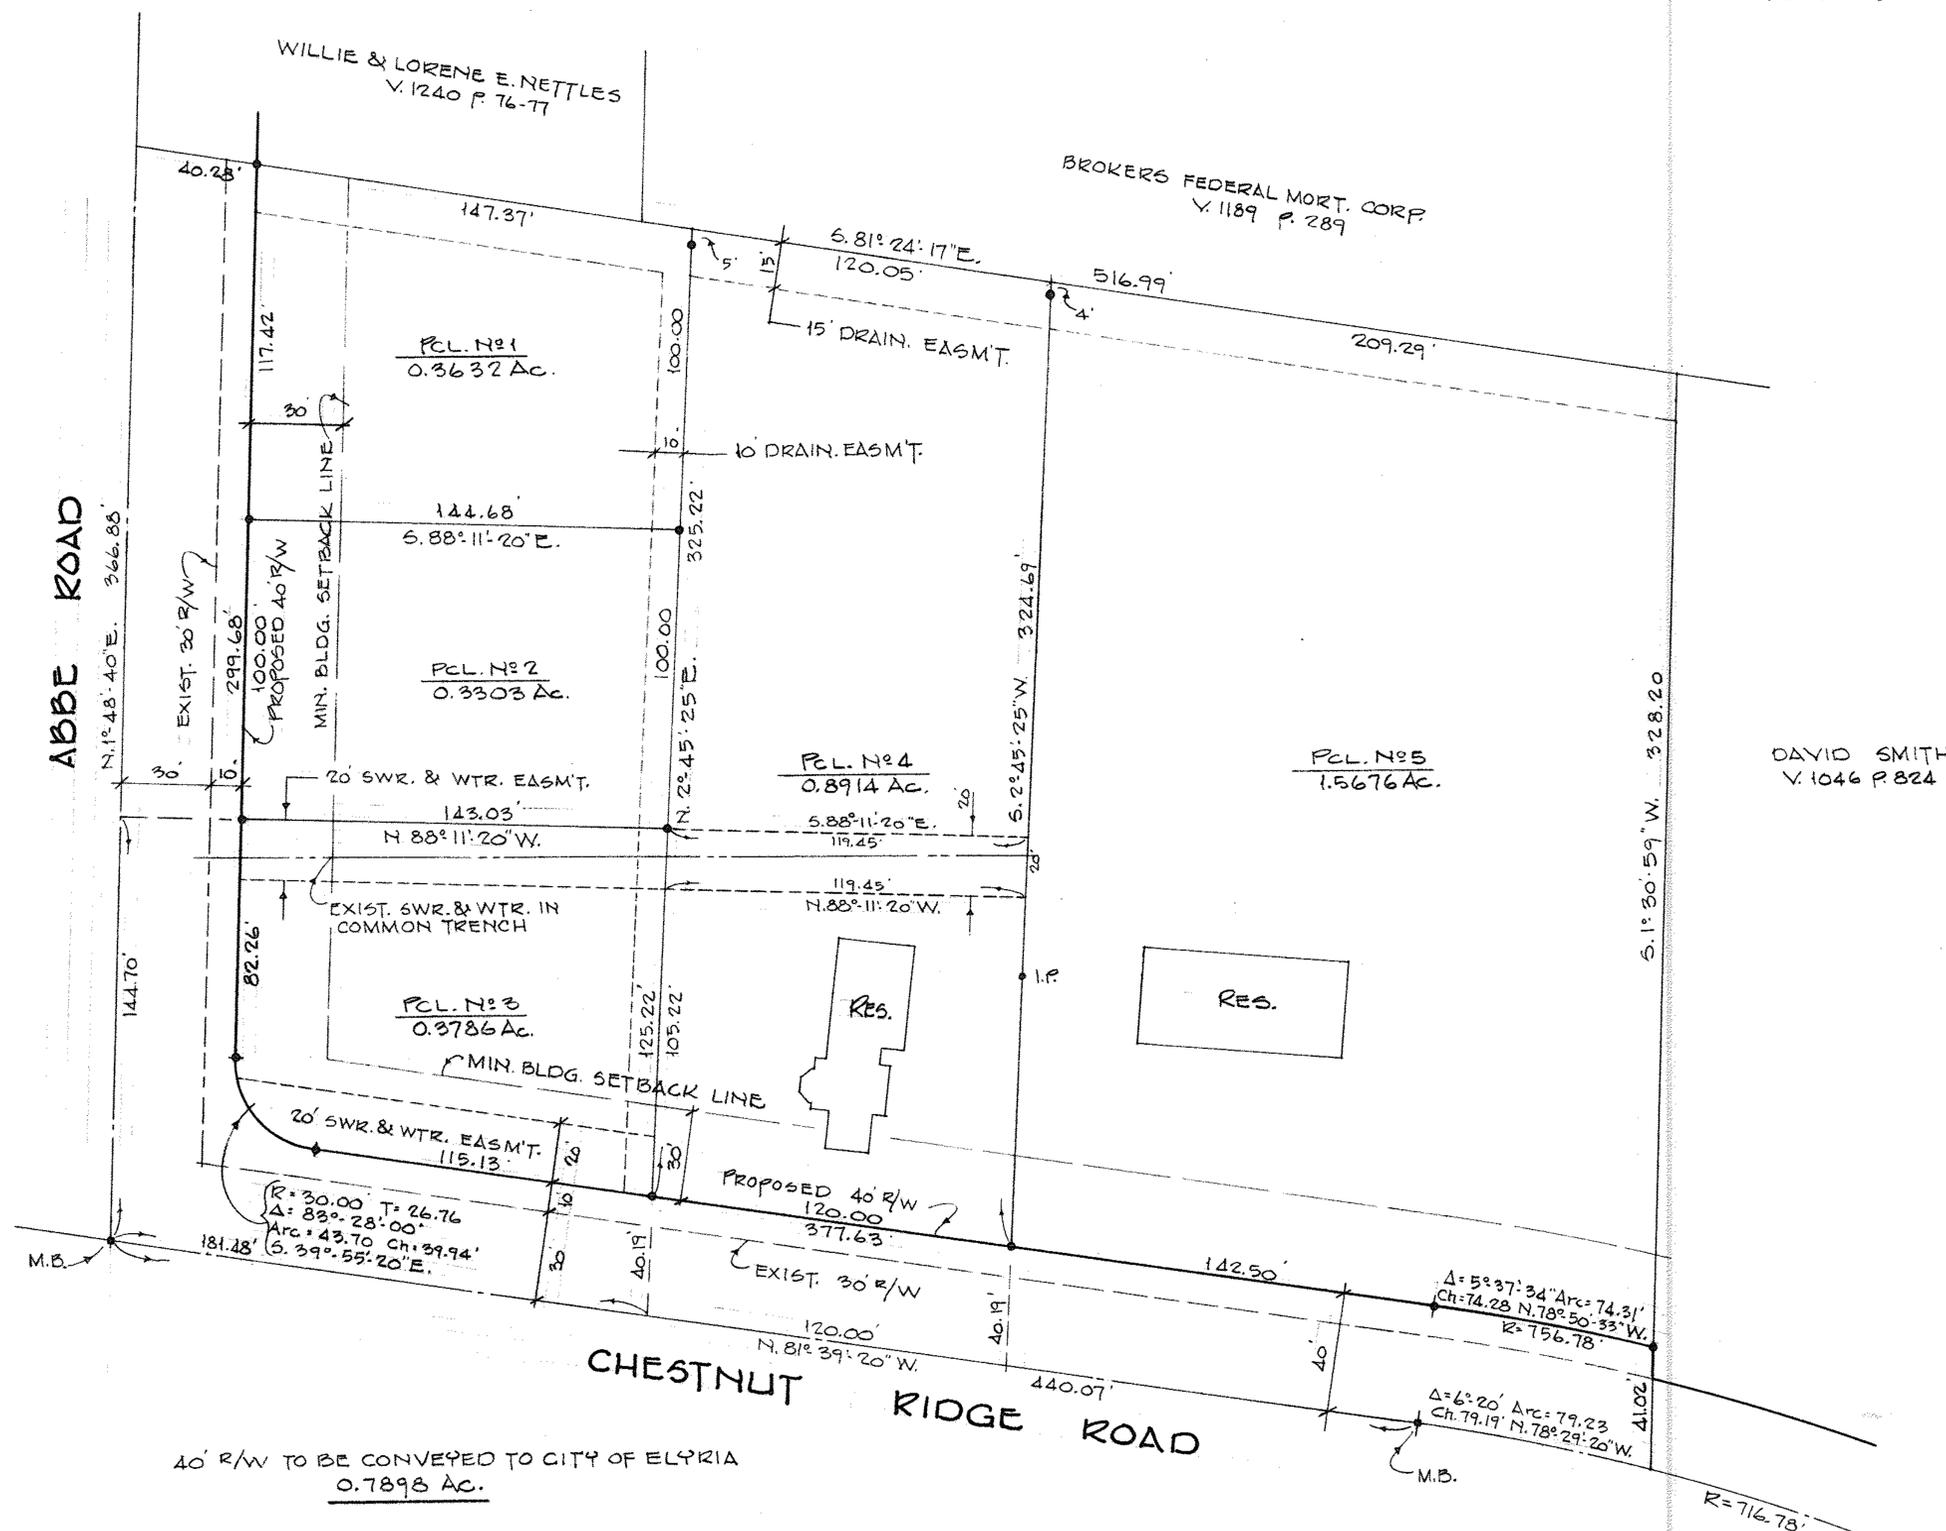 WILLIE & LORENE E. NETTLES
V. 1240 P. 76-77
BROKERS FEDERAL MORT. CORP.
V. 1189 P. 289
40.28'
147.37'
5'
15'
S. 81°-24'-17"E.
120.05'
516.99'
4'
209.29'
15' DRAIN. EASM'T.
117.42'
PCL. Nº 1
0.3632 Ac.
100.00
30'
10'
10' DRAIN. EASM'T.
MIN. BLDG. SETBACK LINE
144.68'
S. 88°-11'-20"E.
325.22'
ABBE ROAD
N. 1°-48'-40"E. 366.88'
EXIST. 30' R/W
299.68'
100.00'
PROPOSED 40' R/W
PCL. Nº 2
0.3303 Ac.
100.00
N. 2°-45'-25"E.
S. 2°-45'-25"W. 324.69'
S. 1°-30'-59"W. 328.20
DAVID SMITH
V. 1046 P. 824
30'
10'
20' SWR. & WTR. EASM'T.
143.03'
N. 88°-11'-20"W.
PCL. Nº 4
0.8914 Ac.
20'
S. 88°-11'-20"E.
119.45'
20'
119.45'
N. 88°-11'-20"W.
PCL. Nº 5
1.5676 Ac.
EXIST. SWR. & WTR. IN
COMMON TRENCH
144.70'
82.26'
PCL. Nº 3
0.3786 Ac.
125.22'
105.22'
RES.
I.P.
RES.
MIN. BLDG. SETBACK LINE
20' SWR. & WTR. EASM'T.
115.13'
20'
30'
10'
PROPOSED 40' R/W
120.00
377.63'
R = 30.00' T = 26.76
Δ = 83°-28'-00"
Arc = 43.70 Ch = 39.94'
S. 39°-55'-20"E.
181.48'
M.B.
30'
40.19'
EXIST. 30' R/W
40.19'
142.50'
Δ = 5°-37'-34" Arc = 74.31'
Ch = 74.28 N. 78°-50'-33"W.
R = 756.78'
40'
120.00'
N. 81°-39'-20"W.
440.07'
CHESTNUT RIDGE ROAD
Δ = 6°-20' Arc = 79.23
Ch. 79.19' N. 78°-29'-20"W.
41.02'
M.B.
R = 716.78'
40' R/W TO BE CONVEYED TO CITY OF ELYRIA
0.7898 Ac.